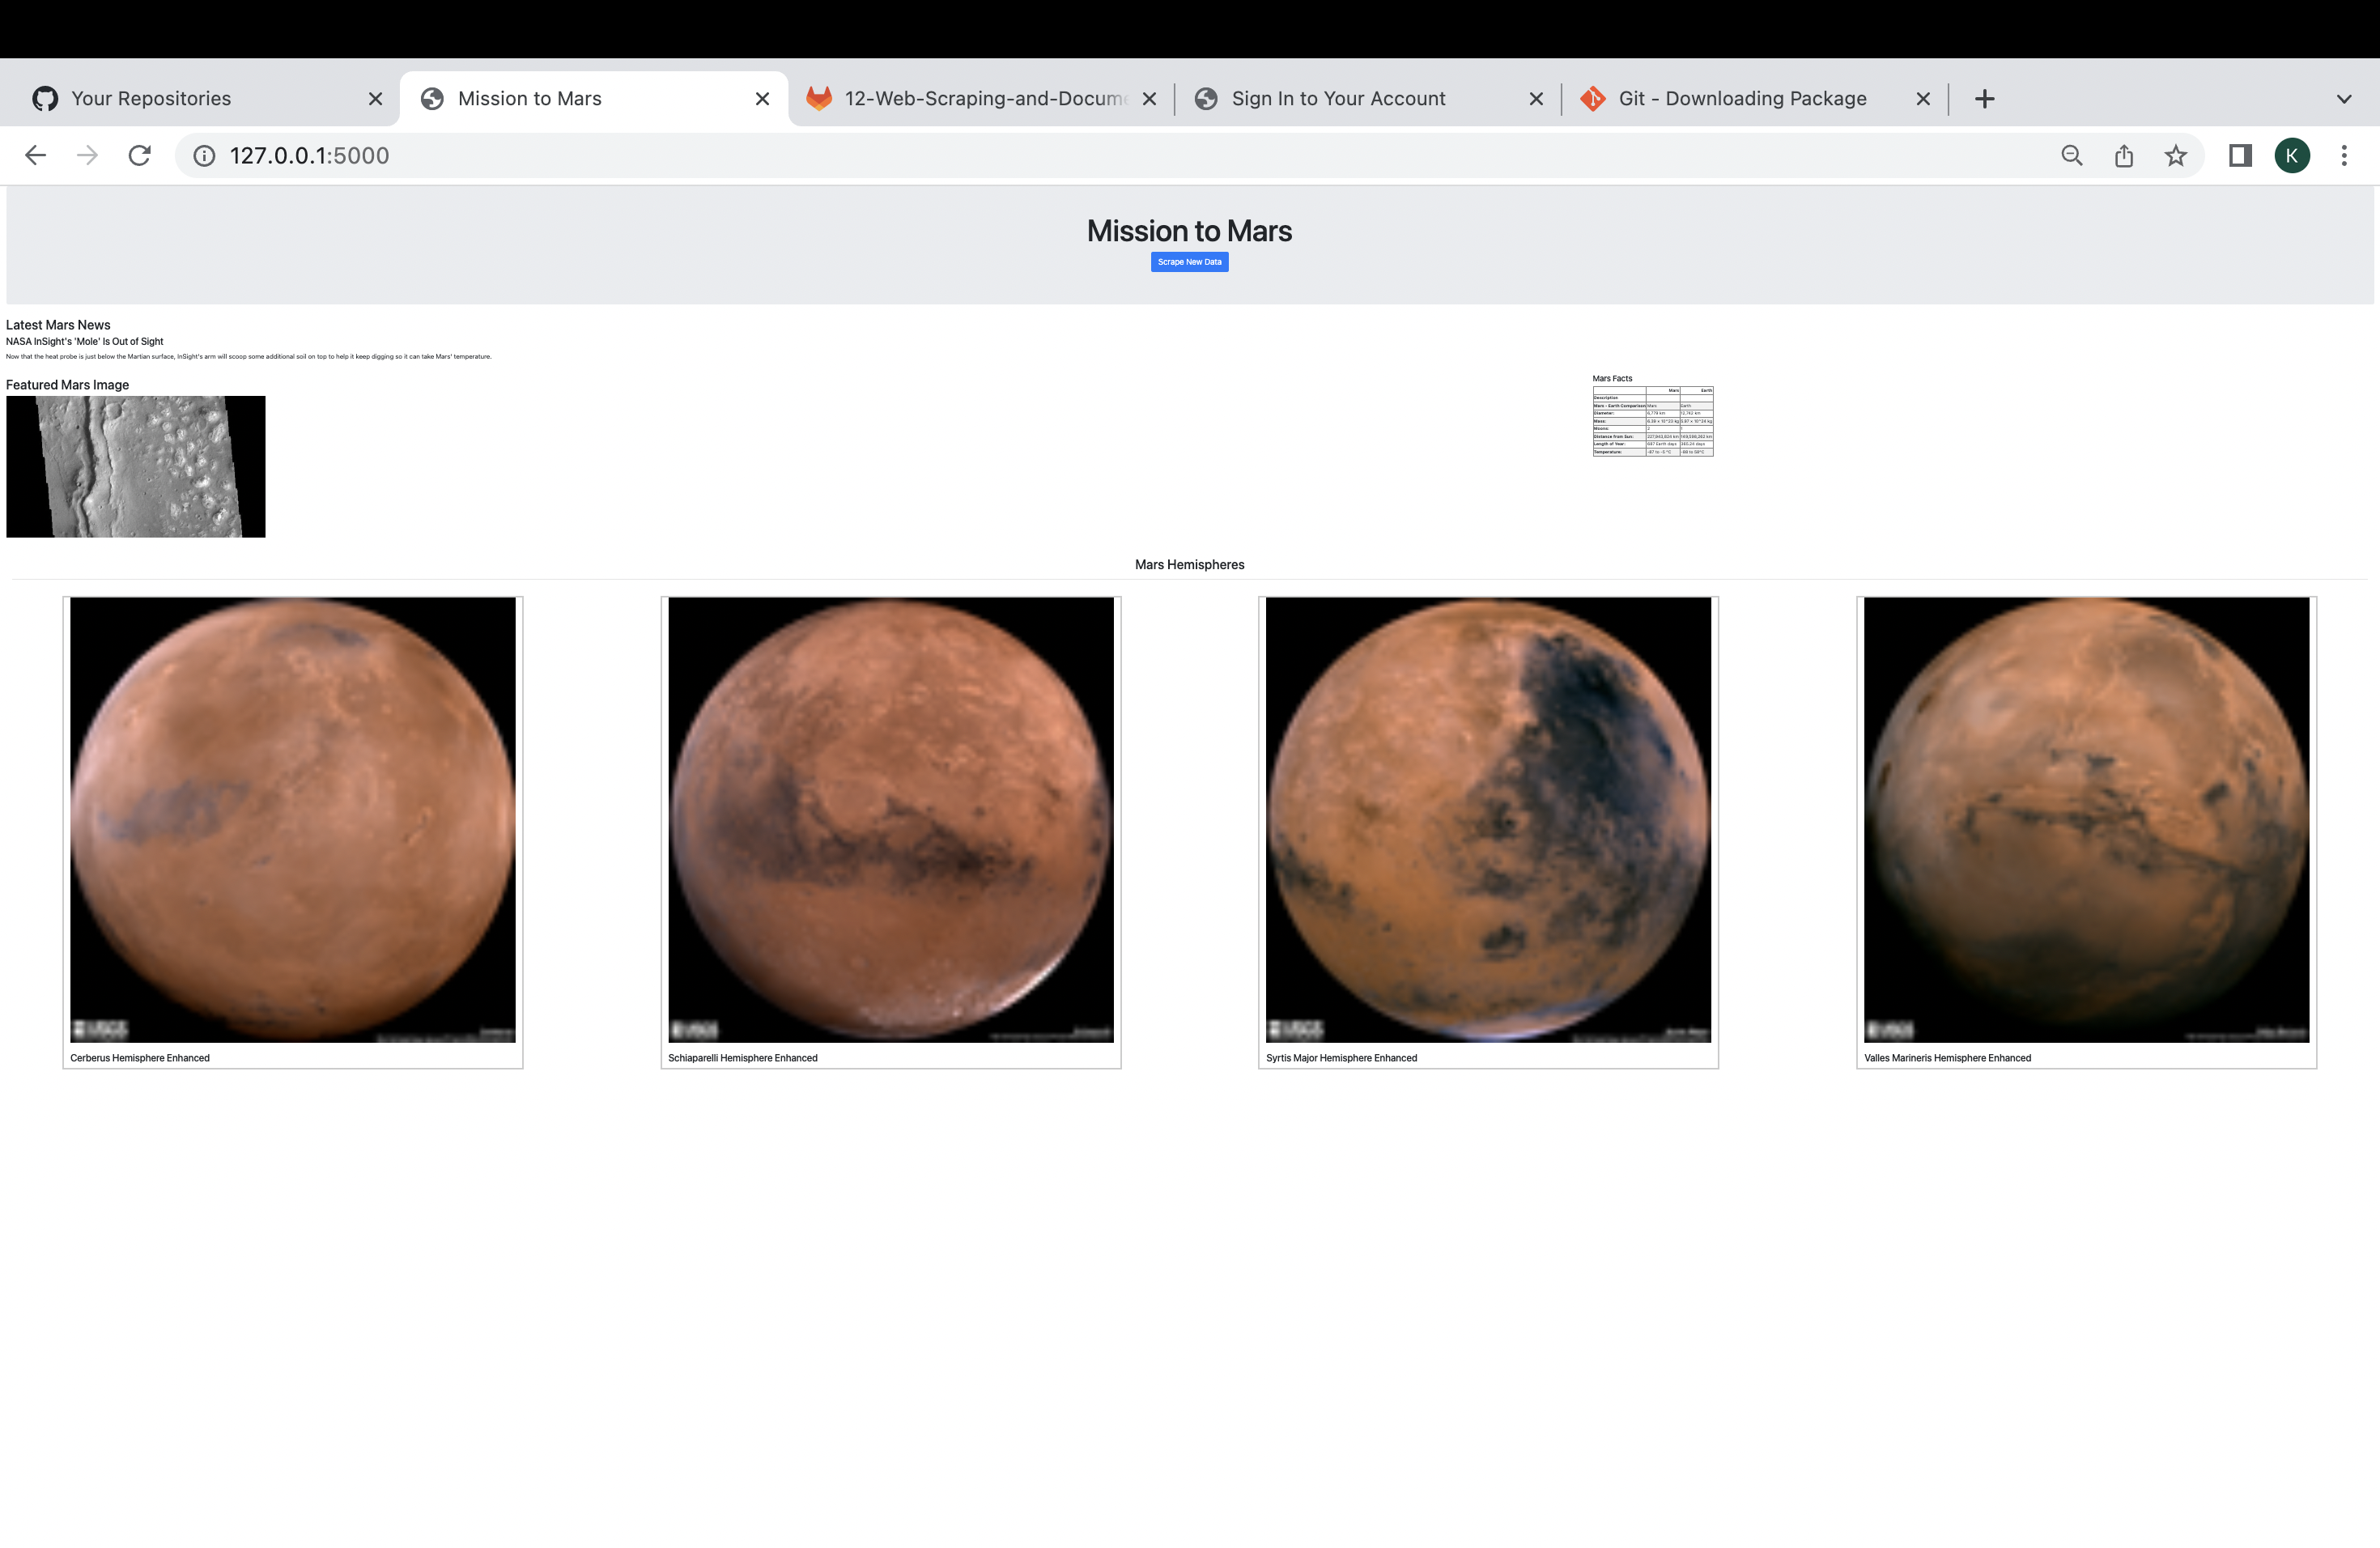 Your Repositories
Mission to Mars
12-Web-Scraping-and-Docume
Sign In to Your Account
Git - Downloading Package
127.0.0.1:5000
K
Mission to Mars
Scrape New Data
Latest Mars News
NASA InSight's 'Mole' Is Out of Sight
Now that the heat probe is just below the Martian surface, InSight's arm will scoop some additional soil on top to help it keep digging so it can take Mars' temperature.
Featured Mars Image
Mars Facts
Mars Earth
Description
Mars - Earth Comparison Mars Earth
Diameter: 6,779 km 12,742 km
Mass: 6.39 × 10^23 kg 5.97 × 10^24 kg
Moons: 2 1
Distance from Sun: 227,943,824 km 149,598,262 km
Length of Year: 687 Earth days 365.24 days
Temperature: -87 to -5 °C -88 to 58°C
Mars Hemispheres
USGS
USGS
USGS
USGS
Cerberus Hemisphere Enhanced
Schiaparelli Hemisphere Enhanced
Syrtis Major Hemisphere Enhanced
Valles Marineris Hemisphere Enhanced